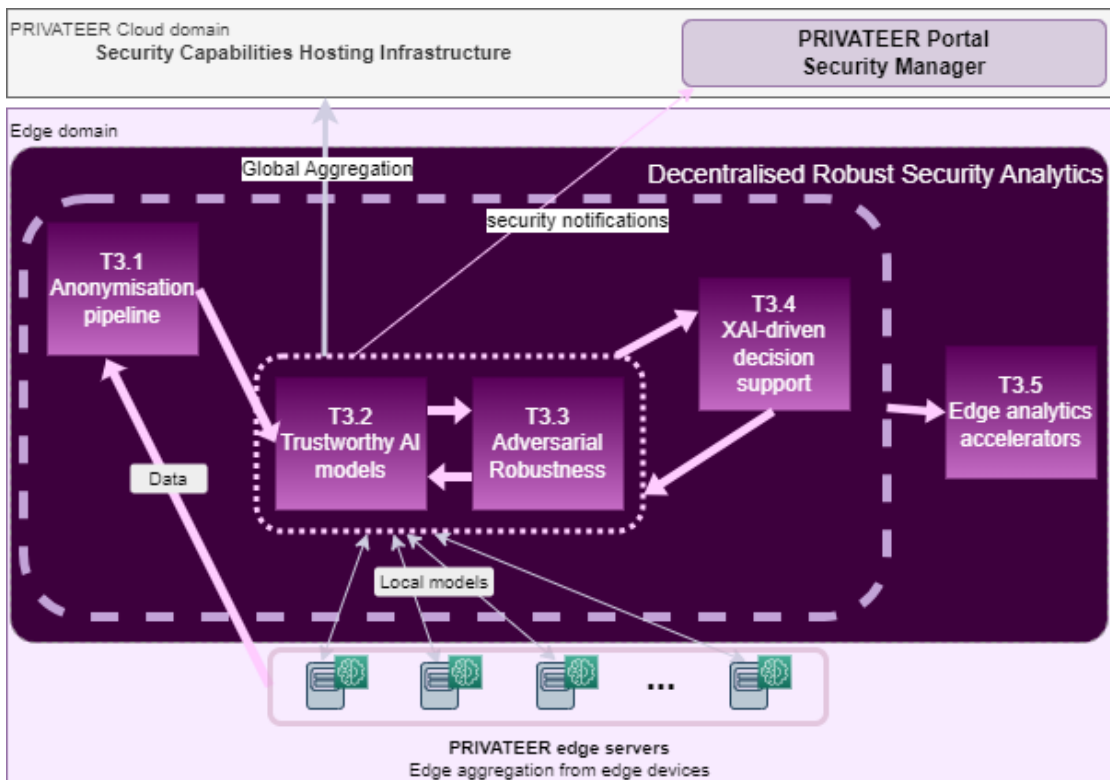 PRIVATEER Cloud domain
Security Capabilities Hosting Infrastructure
PRIVATEER Portal
Security Manager
Edge domain
Global Aggregation
Decentralised Robust Security Analytics
security notifications
T3.1
Anonymisation
pipeline
T3.4
XAI-driven
decision
support
T3.5
Edge analytics
accelerators
T3.2
Trustworthy AI
models
T3.3
Adversarial
Robustness
Data
Local models
...
PRIVATEER edge servers
Edge aggregation from edge devices